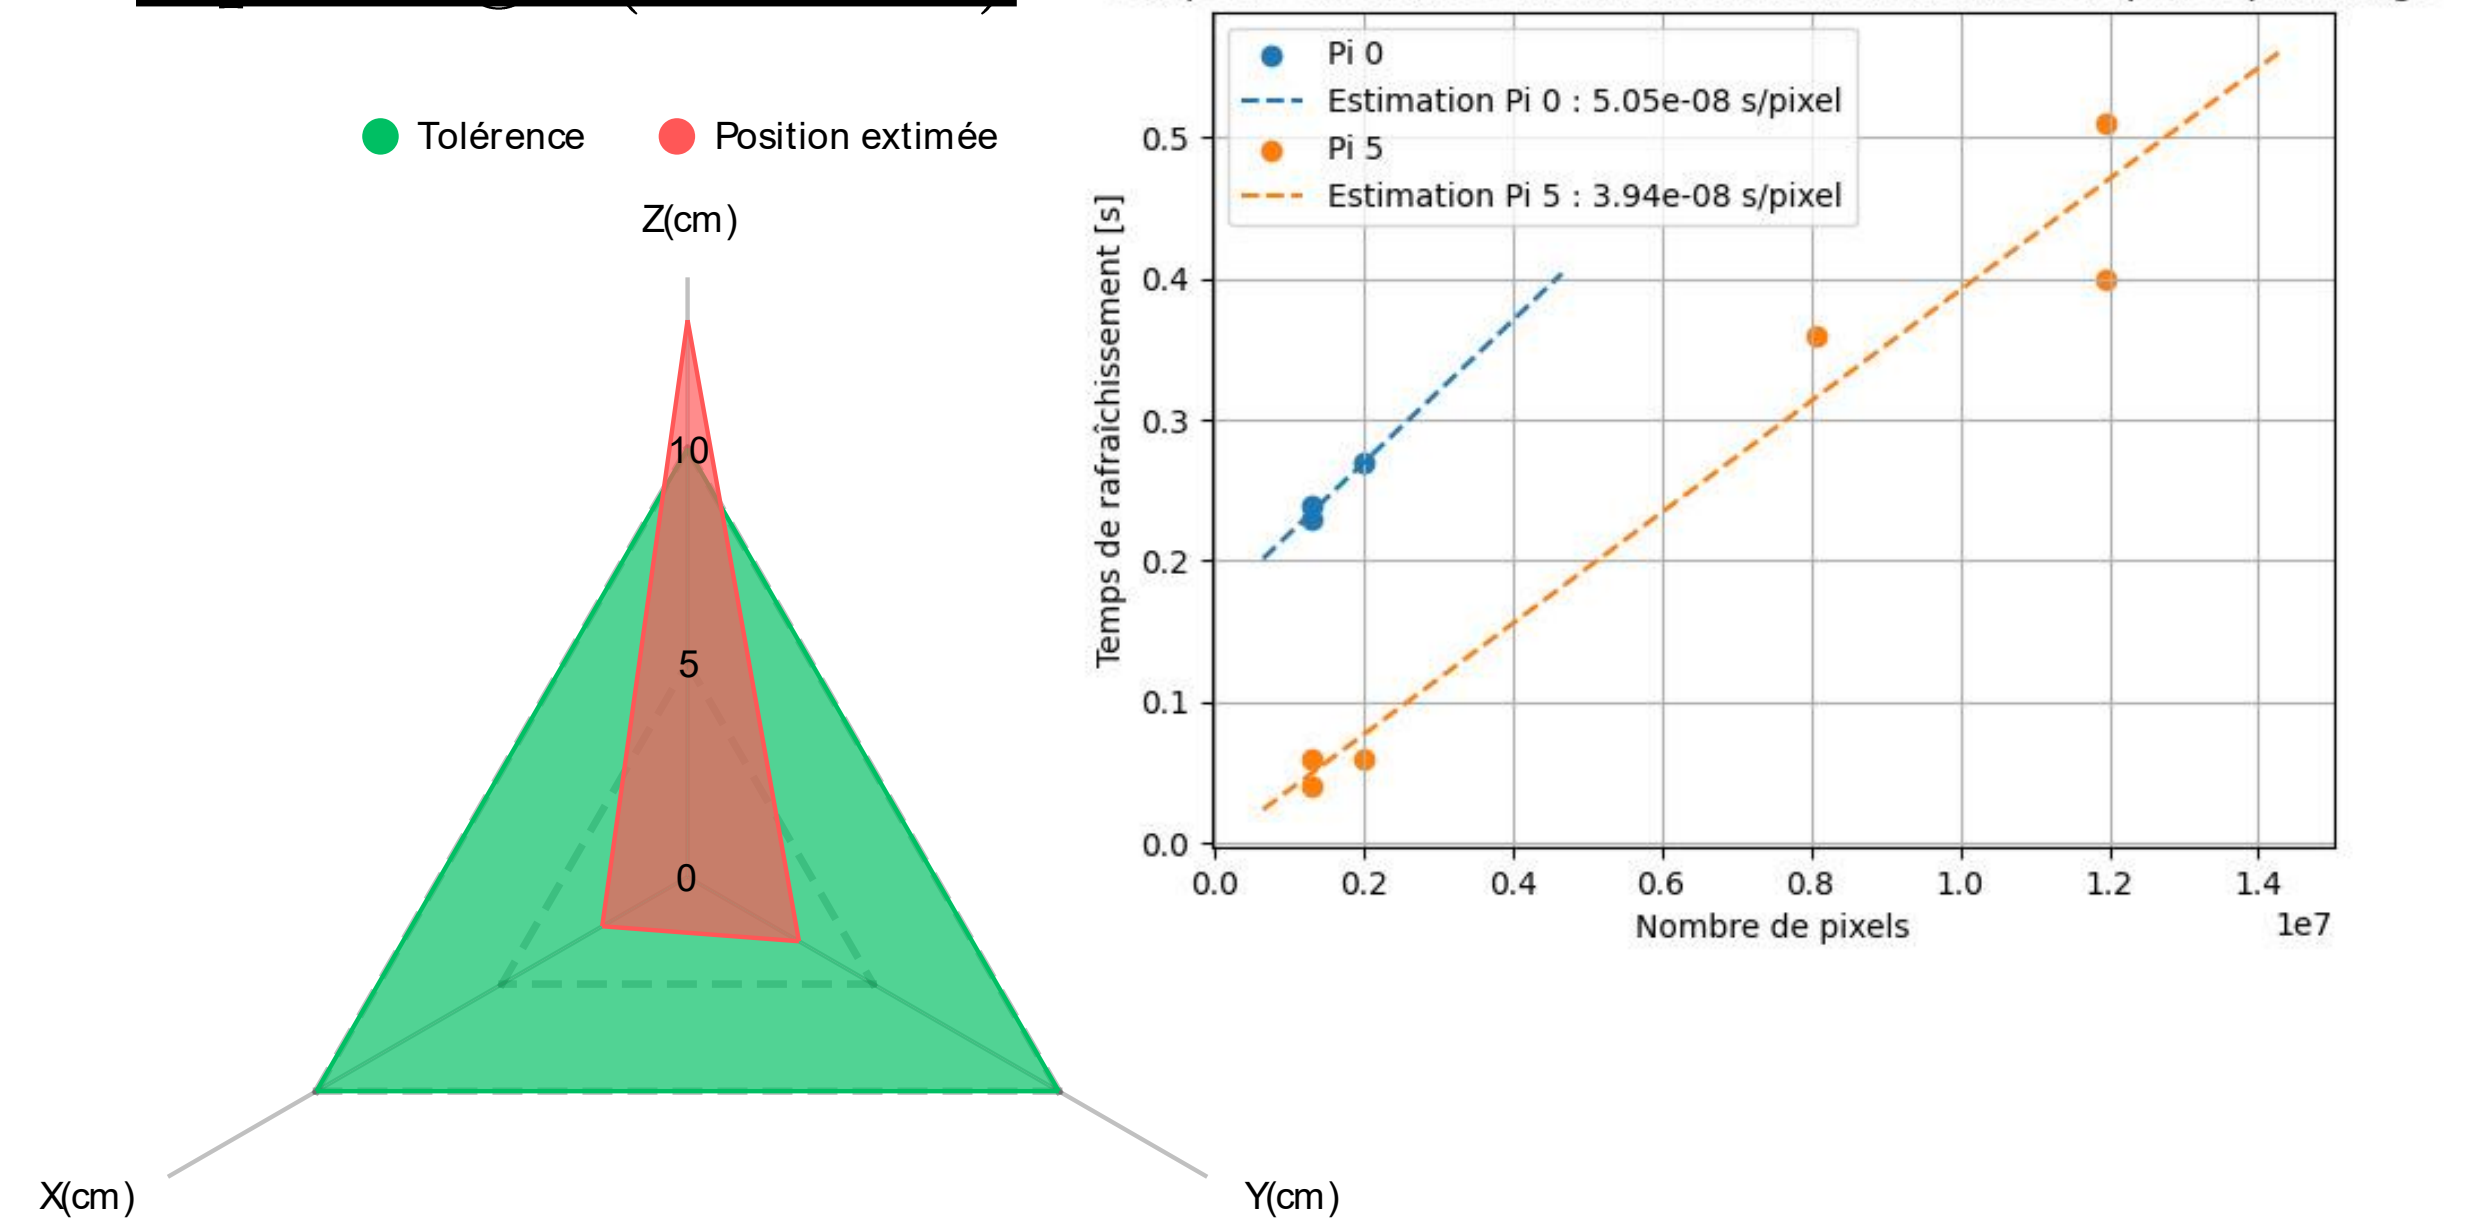 Tolérence
Position extimée
Z(cm)
10
5
0
X(cm)
Y(cm)
Pi 0
Estimation Pi 0 : 5.05e-08 s/pixel
Pi 5
Estimation Pi 5 : 3.94e-08 s/pixel
Temps de rafraîchissement [s]
0.5
0.4
0.3
0.2
0.1
0.0
0.0 0.2 0.4 0.6 0.8 1.0 1.2 1.4
Nombre de pixels
1e7